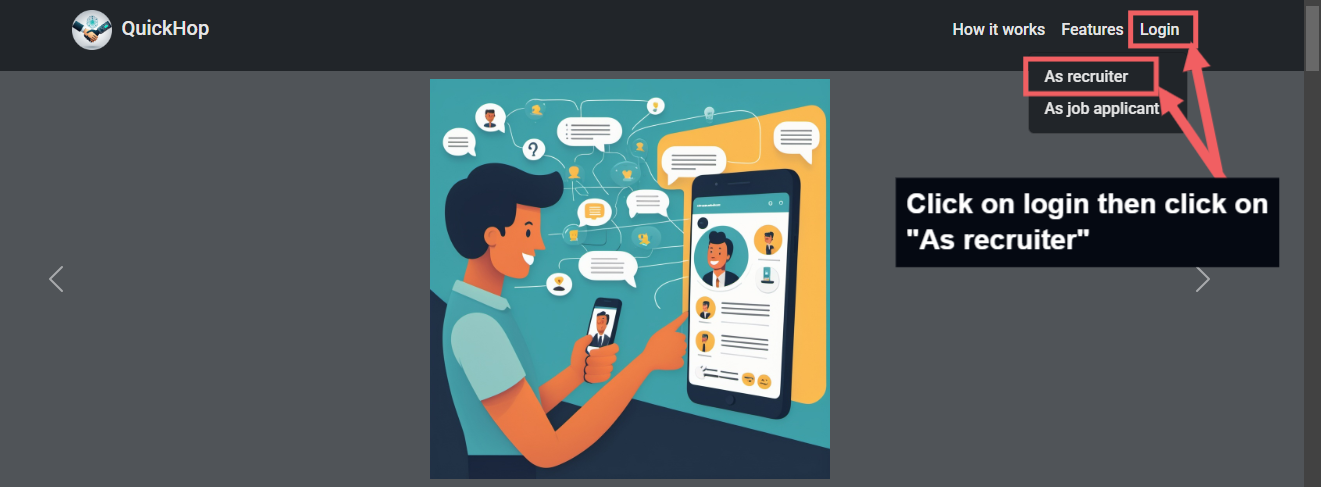 QuickHop
How it works Features Login
As recruiter
As job applicant
Click on login then click on
"As recruiter"
?